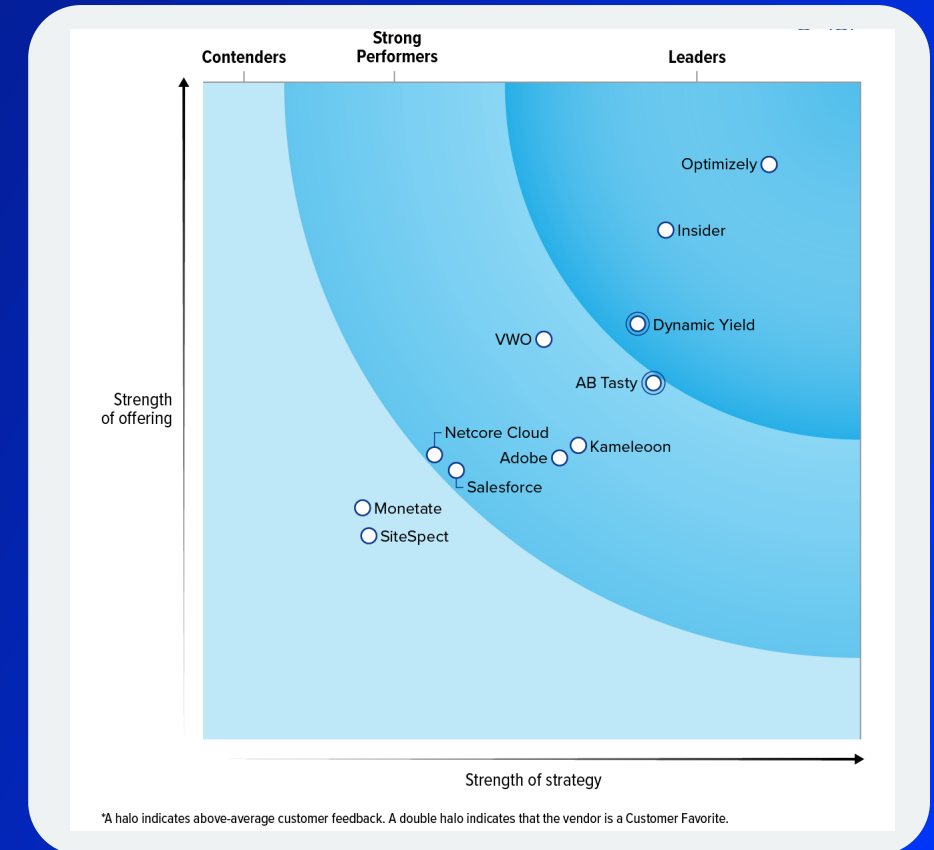 Contenders
Strong
Performers
Leaders
Optimizely
Insider
Dynamic Yield
VWO
AB Tasty
Strength
of offering
Netcore Cloud
Kameleoon
Adobe
Salesforce
Monetate
SiteSpect
Strength of strategy
*A halo indicates above-average customer feedback. A double halo indicates that the vendor is a Customer Favorite.